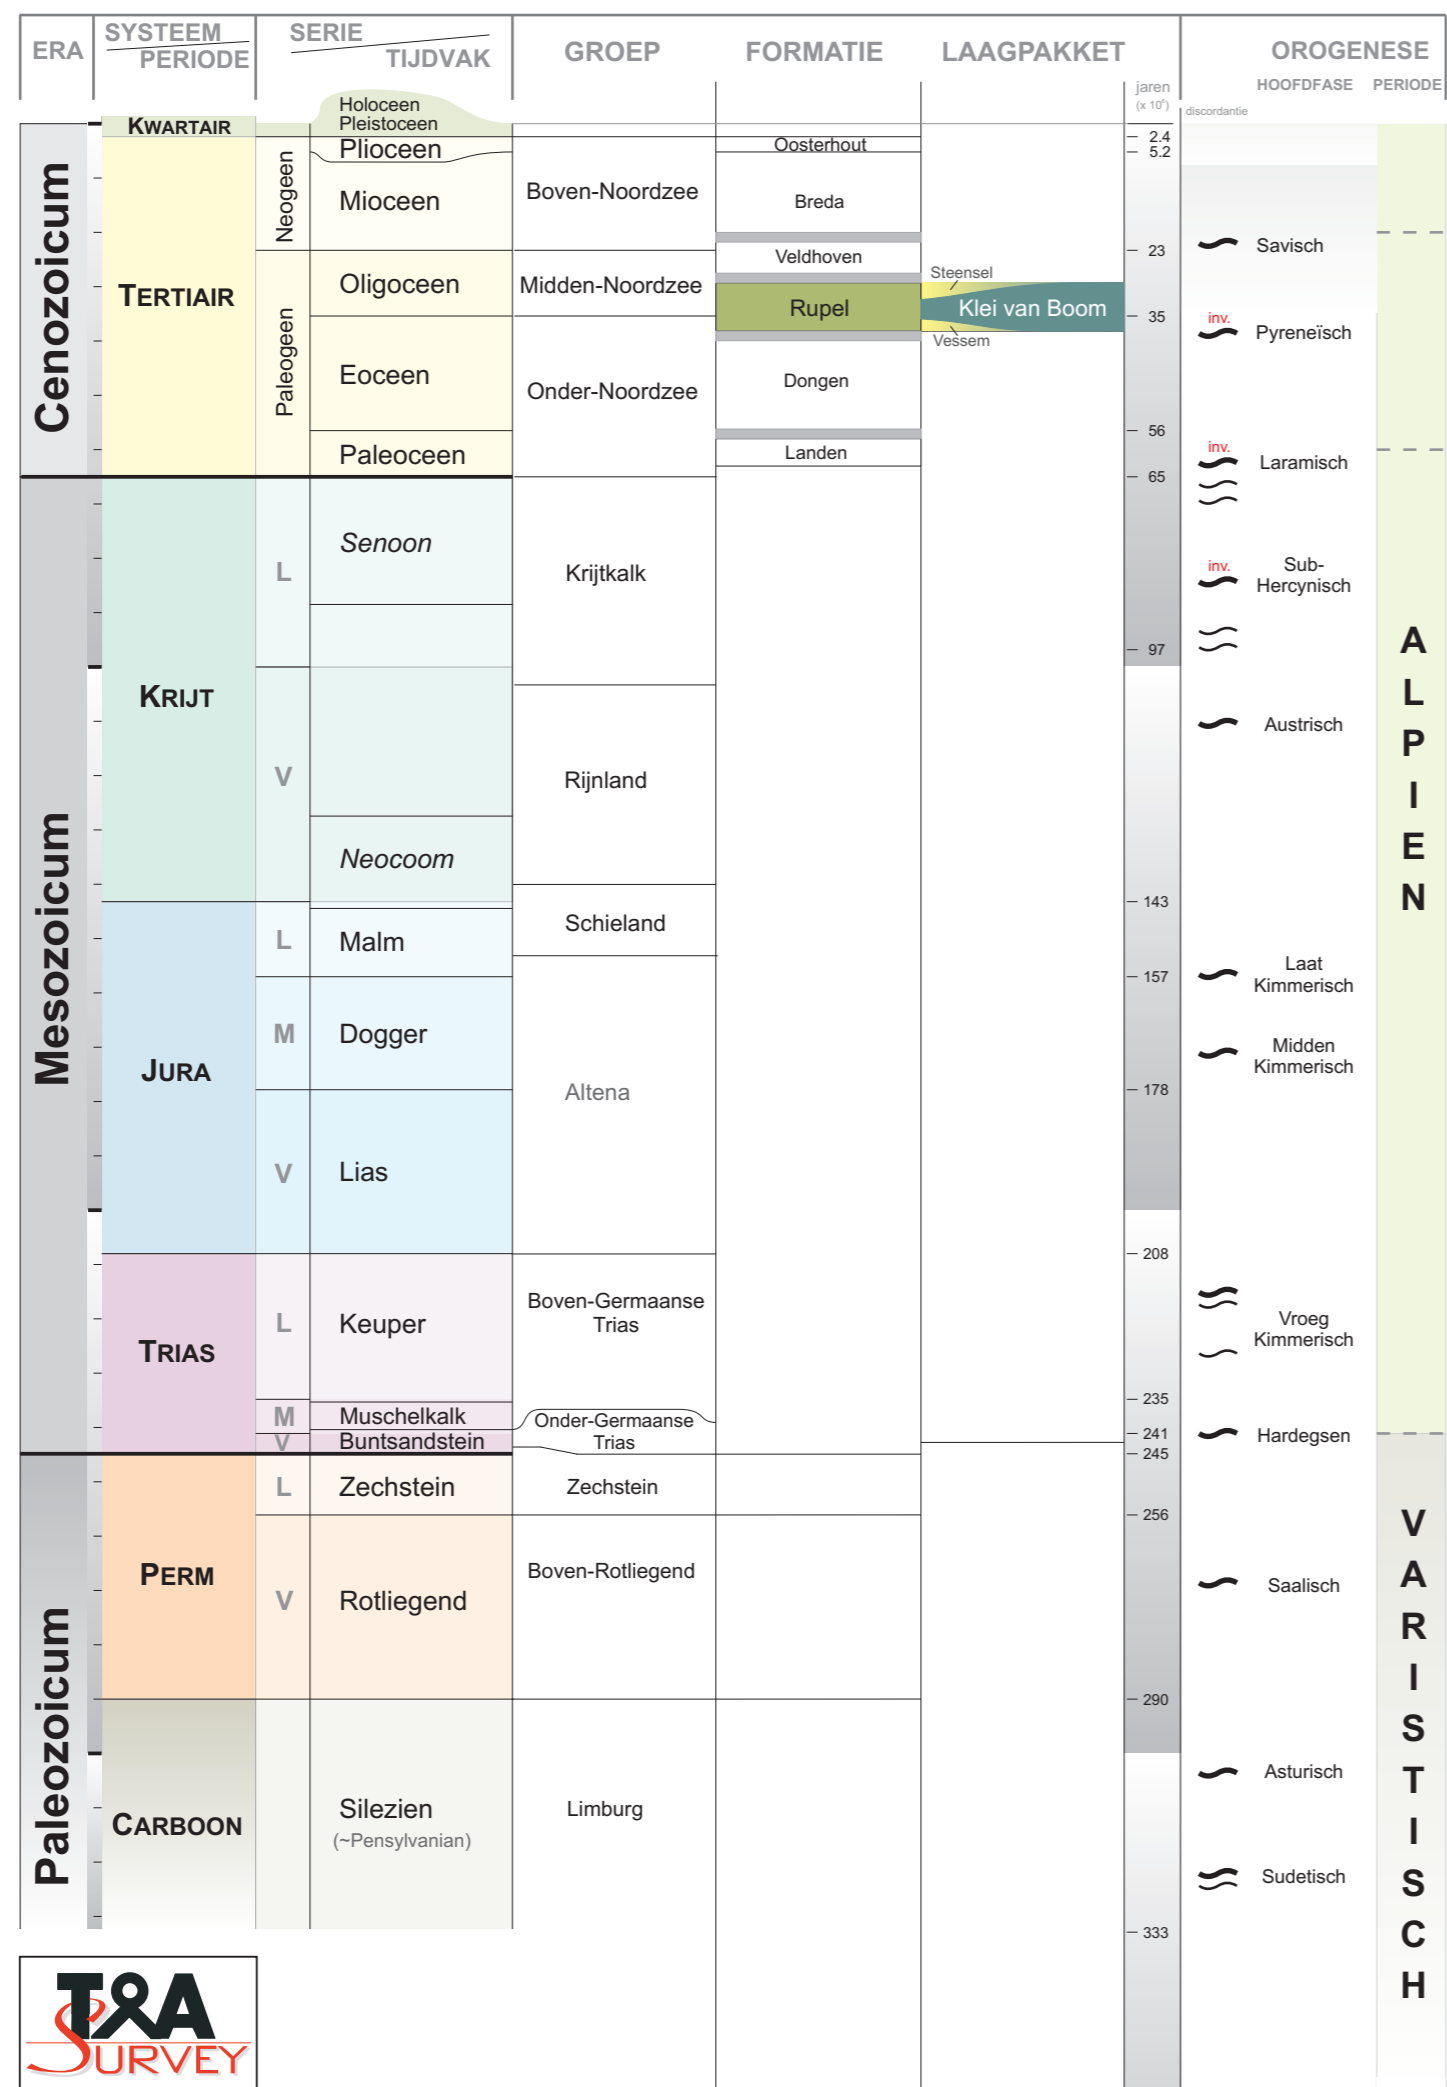 ERA
SYSTEEM
PERIODE
SERIE
TIJDVAK
GROEP
FORMATIE
LAAGPAKKET
jaren
(x 10⁶)
OROGENESE
HOOFDFASE
PERIODE
discordantie
Cenozoicum
KWARTAIR
Holoceen
Pleistoceen
TERTIAIR
Neogeen
Plioceen
Mioceen
Paleogeen
Oligoceen
Eoceen
Paleoceen
Boven-Noordzee
Midden-Noordzee
Onder-Noordzee
Oosterhout
Breda
Veldhoven
Rupel
Dongen
Landen
Steensel
Klei van Boom
Vessem
2.4
5.2
23
35
56
65
Savisch
inv.
Pyreneïsch
inv.
Laramisch
Mesozoicum
KRIJT
L
Senoon
V
Neocoom
Krijtkalk
Rijnland
Schieland
97
143
inv.
Sub-
Hercynisch
Austrisch
ALPIEN
JURA
L
Malm
M
Dogger
V
Lias
Altena
157
178
208
Laat
Kimmerisch
Midden
Kimmerisch
TRIAS
L
Keuper
M
Muschelkalk
V
Buntsandstein
Boven-Germaanse
Trias
Onder-Germaanse
Trias
235
241
245
Vroeg
Kimmerisch
Hardegsen
Paleozoicum
PERM
L
Zechstein
V
Rotliegend
Zechstein
Boven-Rotliegend
256
290
Saalisch
VARISTISCH
CARBOON
Silezien
(~Pensylvanian)
Limburg
333
Asturisch
Sudetisch
T&A
SURVEY